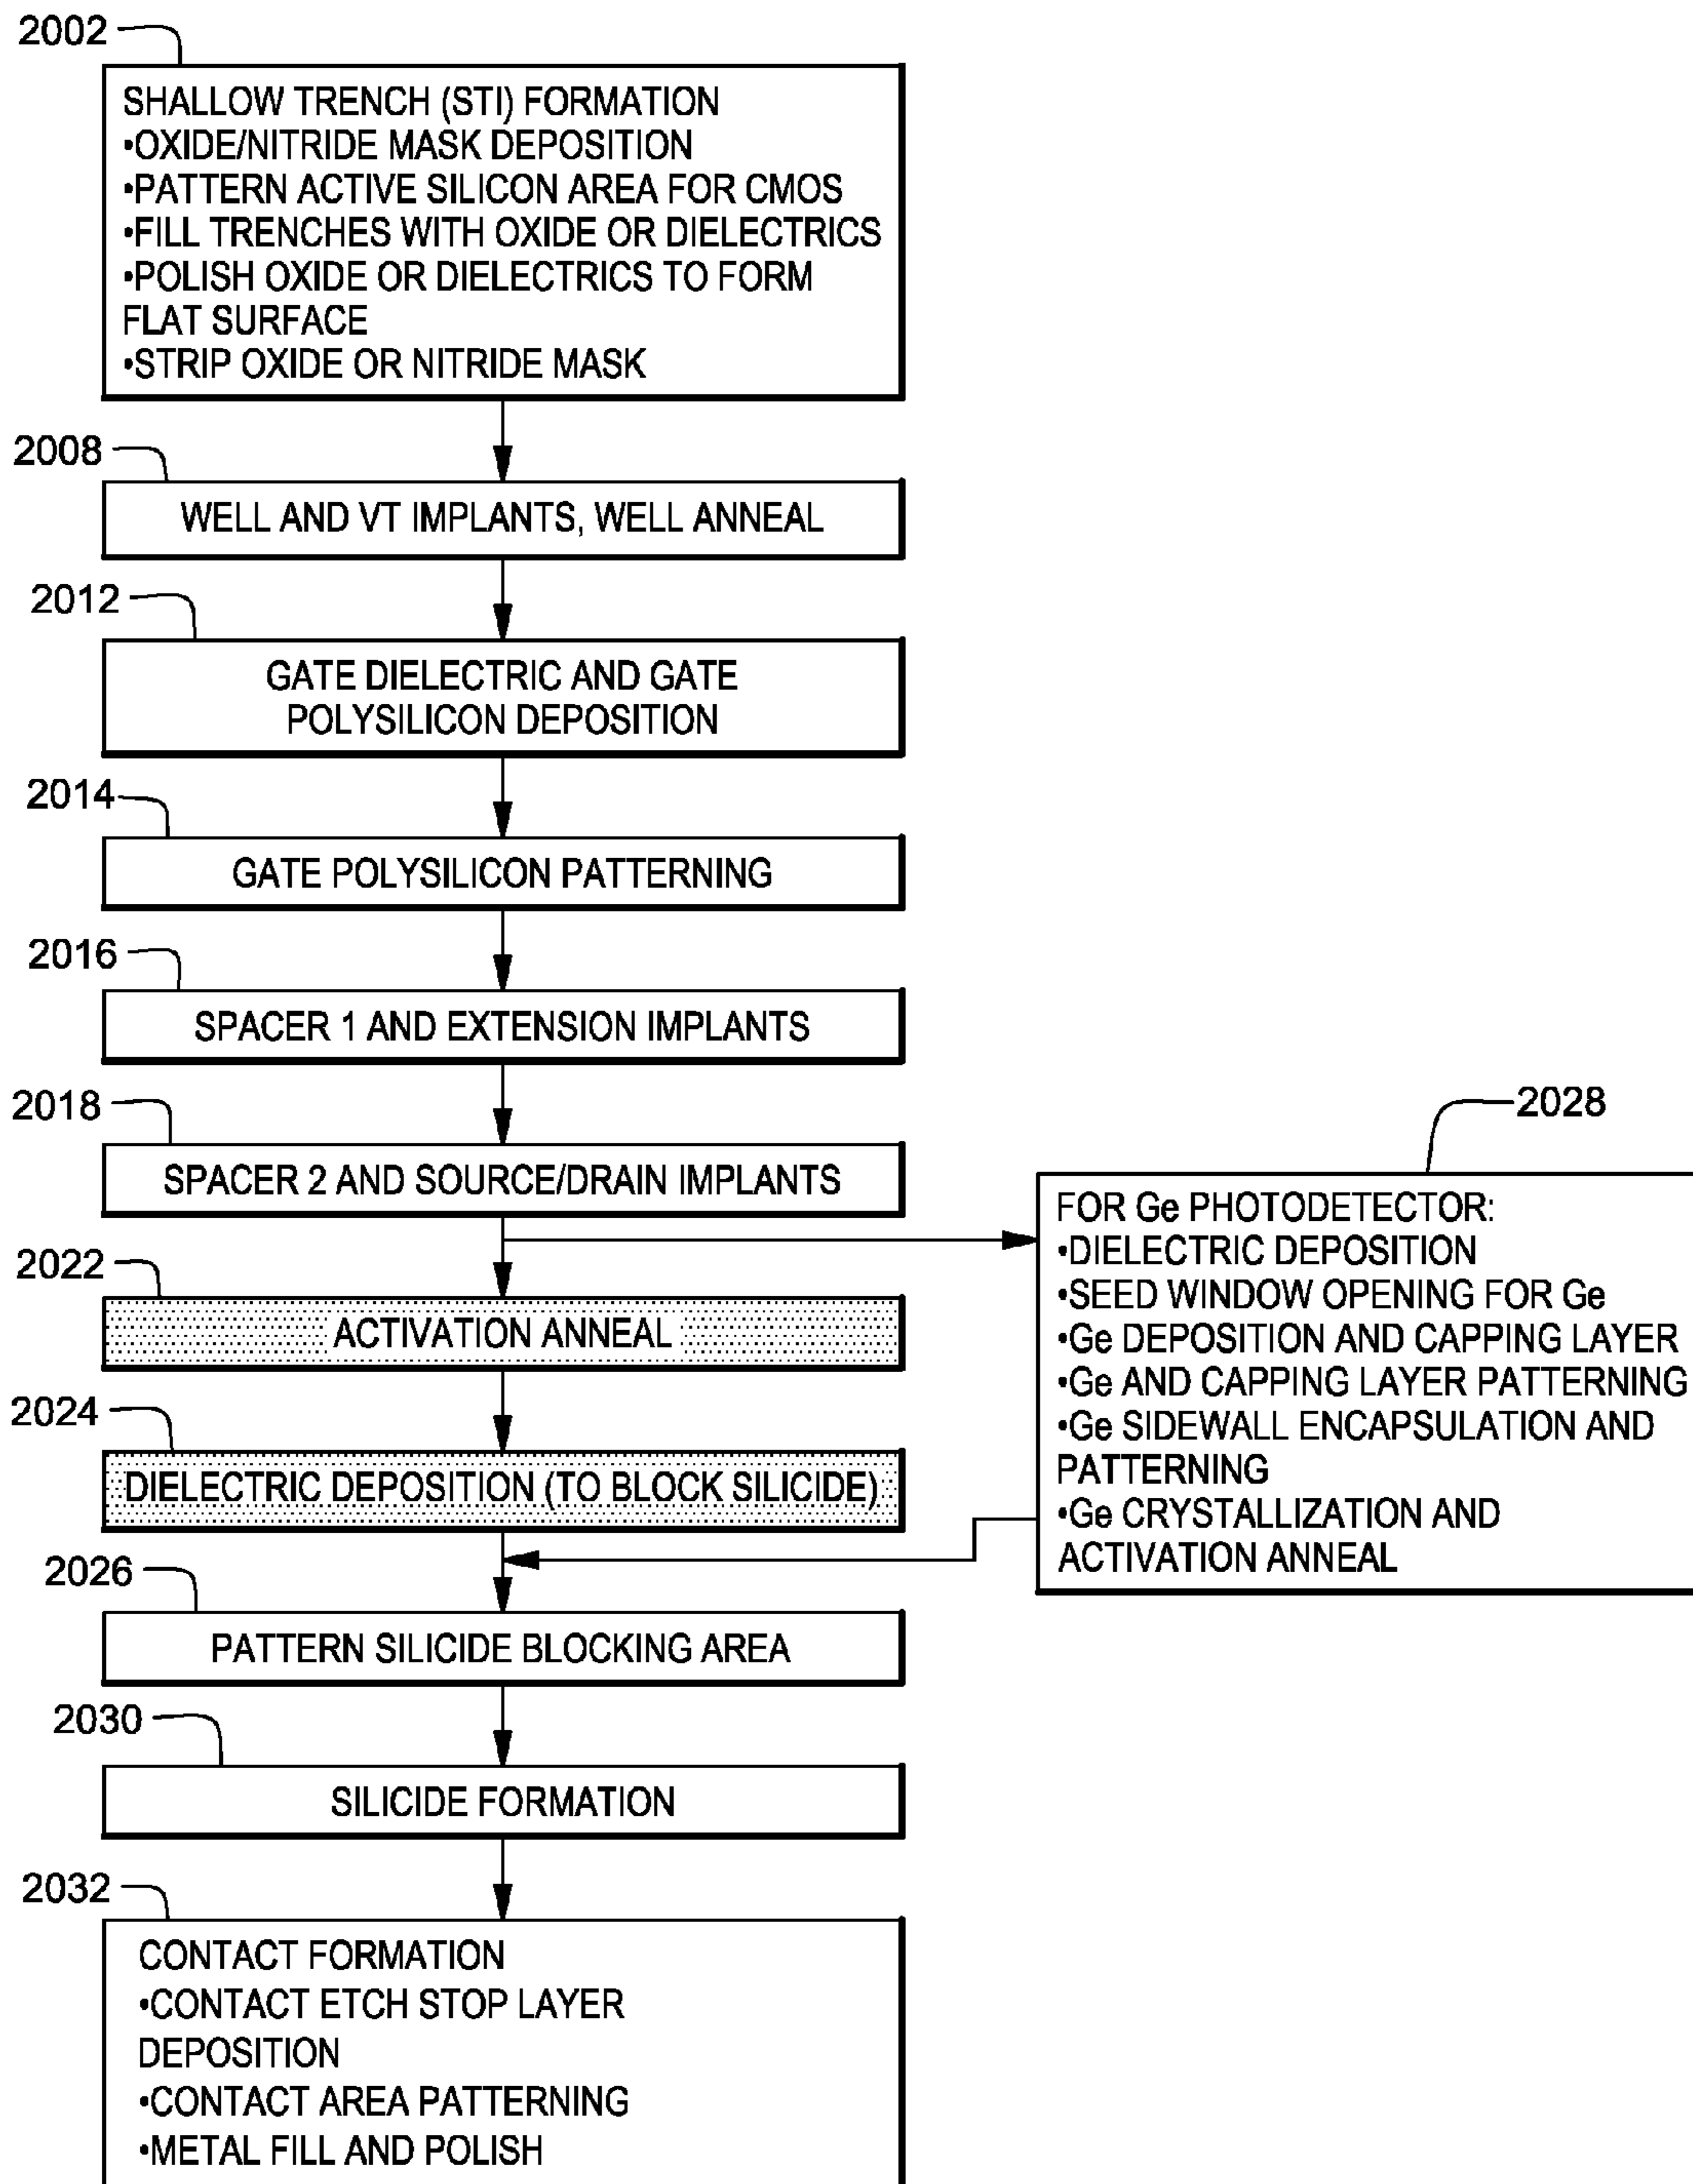 2002
SHALLOW TRENCH (STI) FORMATION
•OXIDE/NITRIDE MASK DEPOSITION
•PATTERN ACTIVE SILICON AREA FOR CMOS
•FILL TRENCHES WITH OXIDE OR DIELECTRICS
•POLISH OXIDE OR DIELECTRICS TO FORM
FLAT SURFACE
•STRIP OXIDE OR NITRIDE MASK
2008
WELL AND VT IMPLANTS, WELL ANNEAL
2012
GATE DIELECTRIC AND GATE
POLYSILICON DEPOSITION
2014
GATE POLYSILICON PATTERNING
2016
SPACER 1 AND EXTENSION IMPLANTS
2018
SPACER 2 AND SOURCE/DRAIN IMPLANTS
2022
ACTIVATION ANNEAL
2024
DIELECTRIC DEPOSITION (TO BLOCK SILICIDE)
2028
FOR Ge PHOTODETECTOR:
•DIELECTRIC DEPOSITION
•SEED WINDOW OPENING FOR Ge
•Ge DEPOSITION AND CAPPING LAYER
•Ge AND CAPPING LAYER PATTERNING
•Ge SIDEWALL ENCAPSULATION AND
PATTERNING
•Ge CRYSTALLIZATION AND
ACTIVATION ANNEAL
2026
PATTERN SILICIDE BLOCKING AREA
2030
SILICIDE FORMATION
2032
CONTACT FORMATION
•CONTACT ETCH STOP LAYER
DEPOSITION
•CONTACT AREA PATTERNING
•METAL FILL AND POLISH